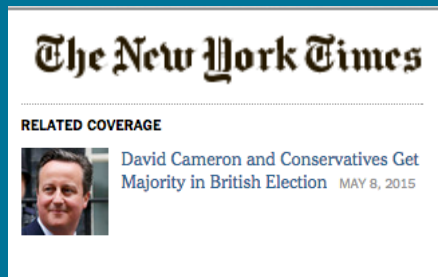 The New York Times
RELATED COVERAGE
David Cameron and Conservatives Get
Majority in British Election MAY 8, 2015